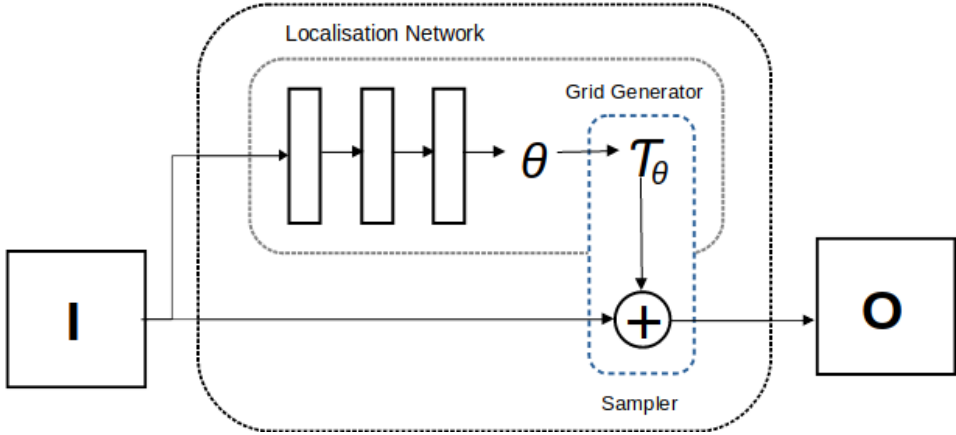 Localisation Network
Grid Generator
θ
𝒯θ
I
+
O
Sampler